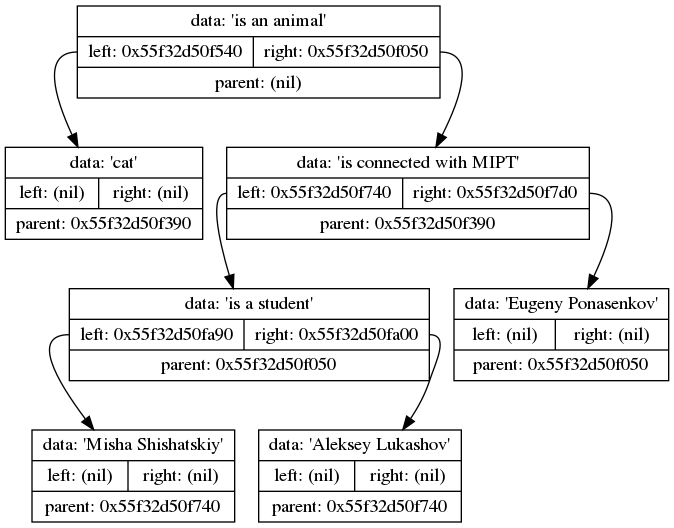 data: 'is an animal'
left: 0x55f32d50f540 right: 0x55f32d50f050
parent: (nil)
data: 'cat'
left: (nil) right: (nil)
parent: 0x55f32d50f390
data: 'is connected with MIPT'
left: 0x55f32d50f740 right: 0x55f32d50f7d0
parent: 0x55f32d50f390
data: 'is a student'
left: 0x55f32d50fa90 right: 0x55f32d50fa00
parent: 0x55f32d50f050
data: 'Eugeny Ponasenkov'
left: (nil) right: (nil)
parent: 0x55f32d50f050
data: 'Misha Shishatskiy'
left: (nil) right: (nil)
parent: 0x55f32d50f740
data: 'Aleksey Lukashov'
left: (nil) right: (nil)
parent: 0x55f32d50f740